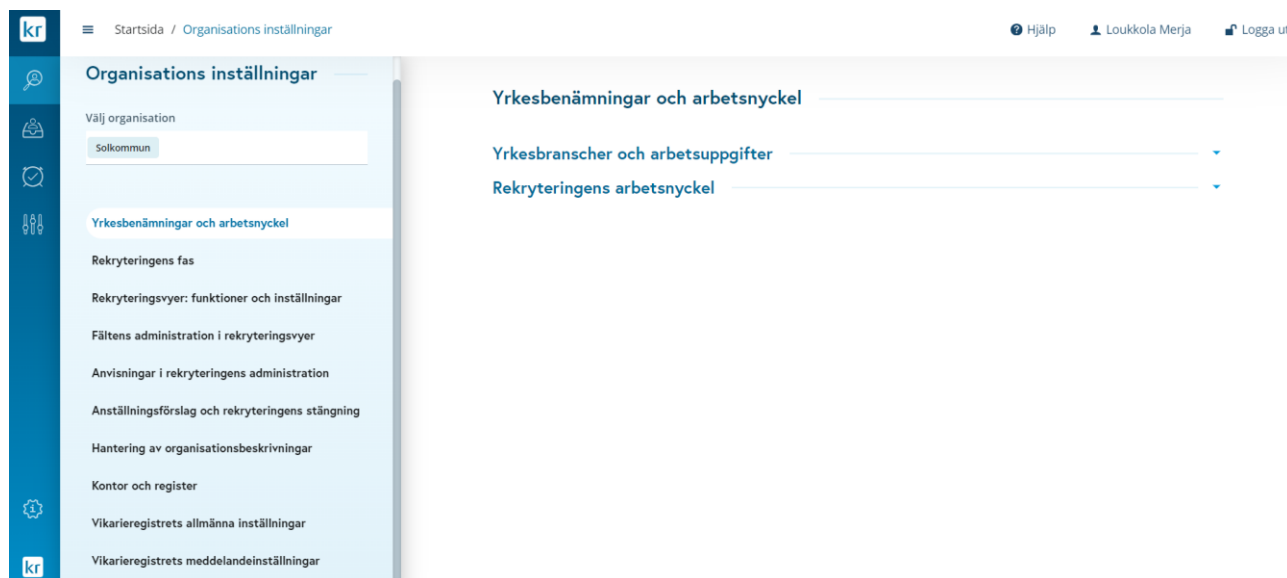 kr
Startsida / Organisations inställningar
Hjälp
Loukkola Merja
Logga ut
Organisations inställningar
Välj organisation
Solkommun
Yrkesbenämningar och arbetsnyckel
Rekryteringens fas
Rekryteringsvyer: funktioner och inställningar
Fältens administration i rekryteringsvyer
Anvisningar i rekryteringens administration
Anställningsförslag och rekryteringens stängning
Hantering av organisationsbeskrivningar
Kontor och register
Vikarieregistrets allmänna inställningar
Vikarieregistrets meddelandeinställningar
kr
Yrkesbenämningar och arbetsnyckel
Yrkesbranscher och arbetsuppgifter
Rekryteringens arbetsnyckel